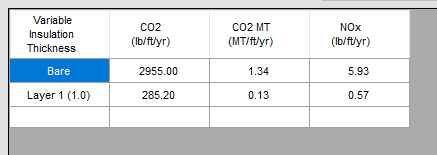 Variable Insulation Thickness CO2 (lb/ft/yr) CO2 MT (MT/ft/yr) NOx (lb/ft/yr)
Bare 2955.00 1.34 5.93
Layer 1 (1.0) 285.20 0.13 0.57